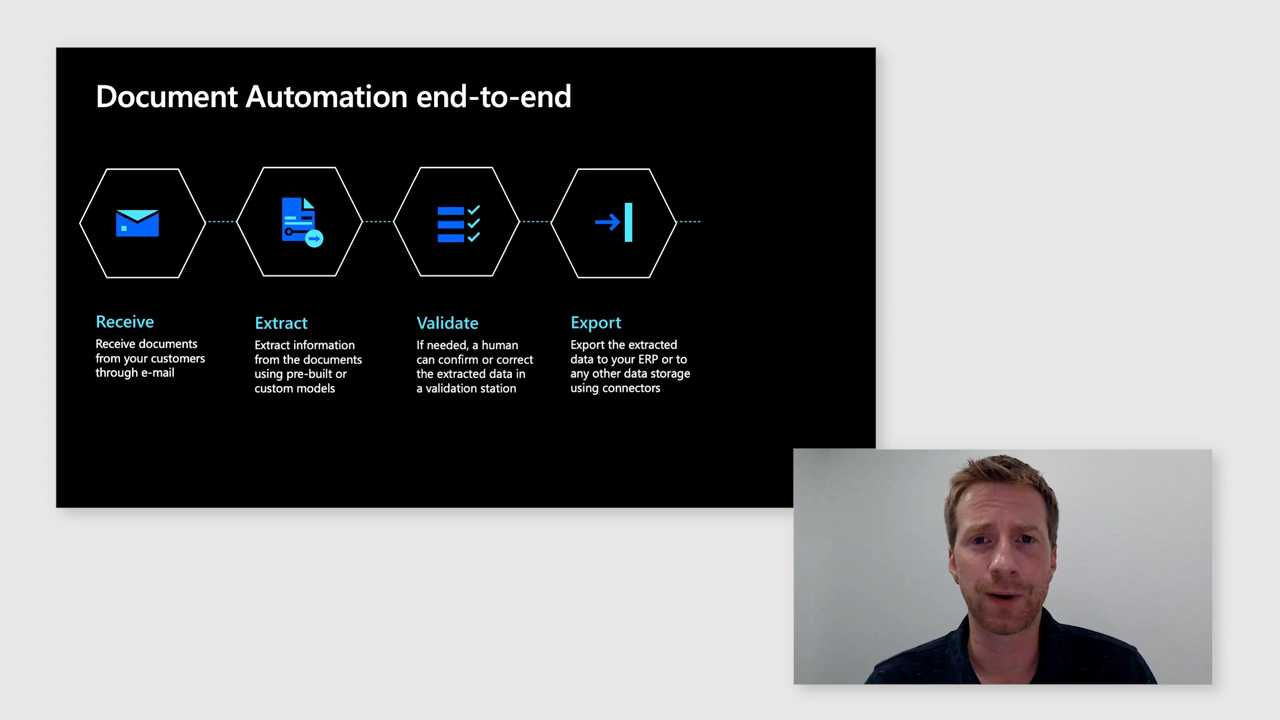 Document Automation end-to-end
Receive
Receive documents
from your customers
through e-mail
Extract
Extract information
from the documents
using pre-built or
custom models
Validate
If needed, a human
can confirm or correct
the extracted data in
a validation station
Export
Export the extracted
data to your ERP or to
any other data storage
using connectors